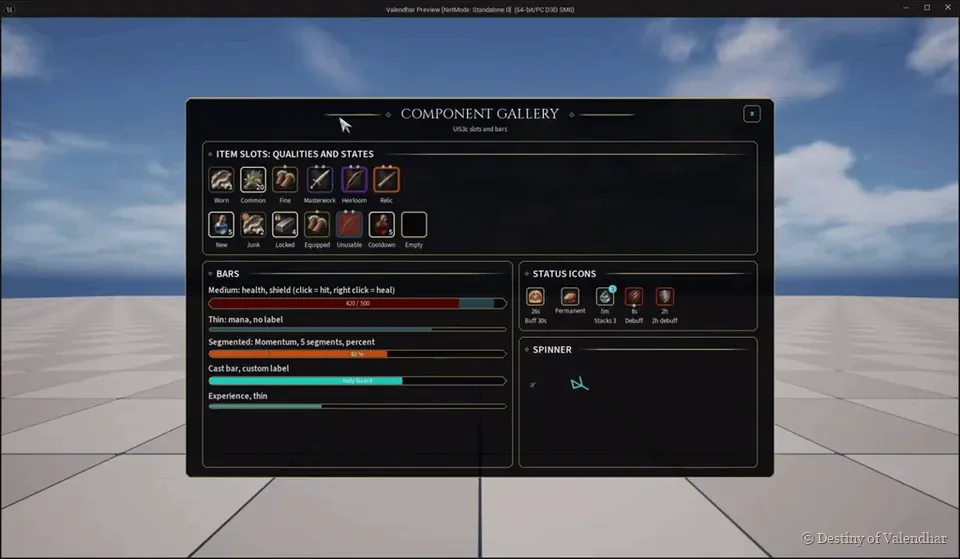 Valendhar Preview [NetMode: Standalone 0] (64-bit/PC D3D SM6)
COMPONENT GALLERY
UI53c slots and bars
x
ITEM SLOTS: QUALITIES AND STATES
20
Worn Common Fine Masterwork Heirloom Relic
5 2 4 5
New Junk Locked Equipped Unusable Cooldown Empty
BARS
Medium: health, shield (click = hit, right click = heal)
420 / 500
Thin: mana, no label
Segmented: Momentum, 5 segments, percent
60 %
Cast bar, custom label
Holy Guard
Experience, thin
STATUS ICONS
3
26s Permanent 5m 8s 2h
Buff 30s Stacks 3 Debuff 2h debuff
SPINNER
© Destiny of Valendhar